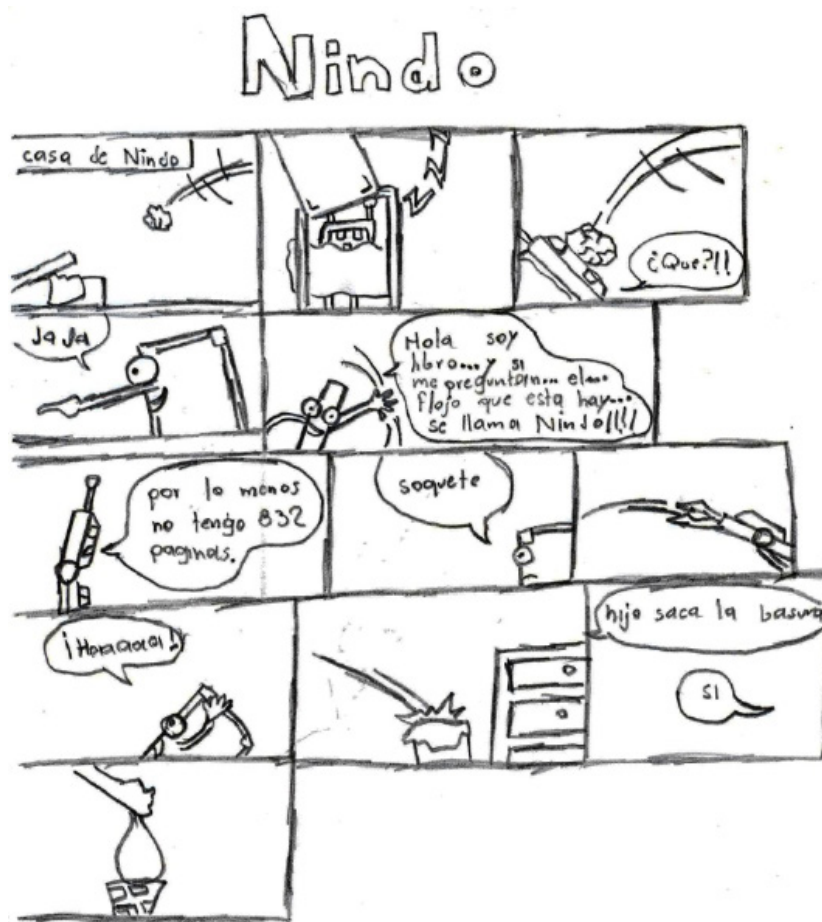 Nindo
casa de Nindo
¿Que?!!
Ja Ja
Hola soy
libro... y si
me preguntan... el...
flojo que esta hay...
se llama Nindo!!!!
por lo menos
no tengo 832
paginas.
soquete
¡Haaaaaa!
hijo saca la basura
si